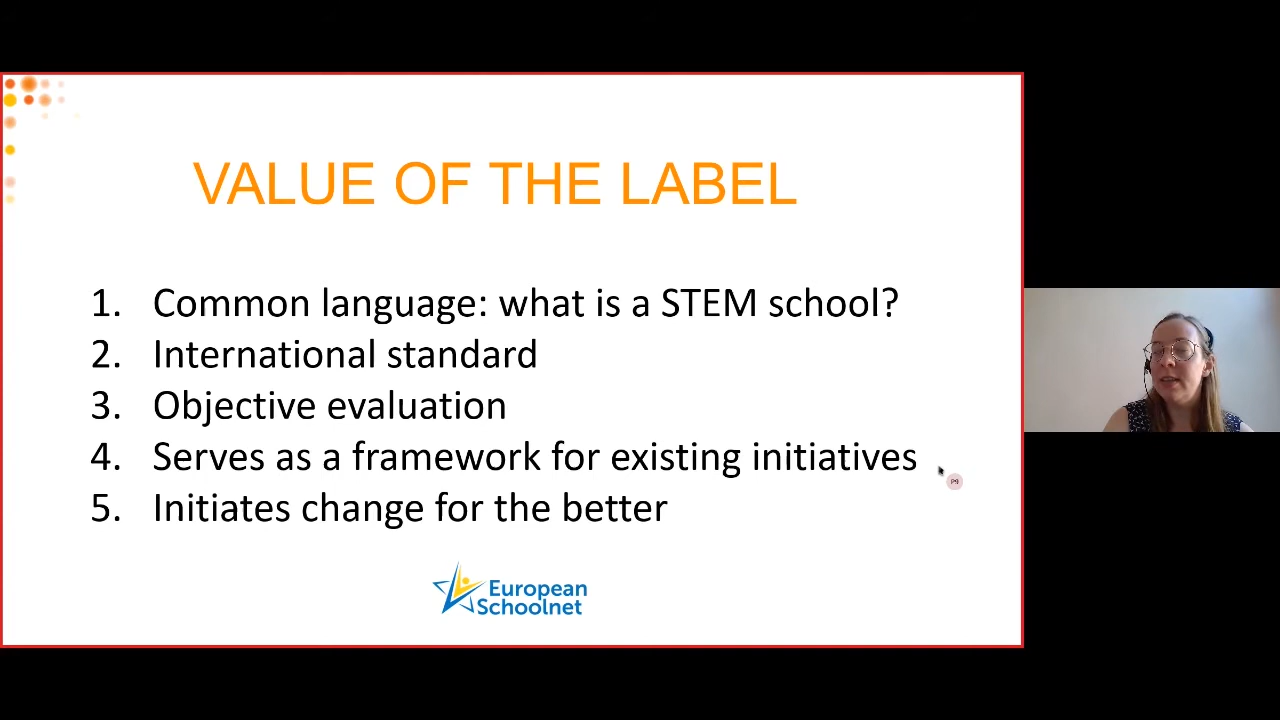 VALUE OF THE LABEL
1. Common language: what is a STEM school?
2. International standard
3. Objective evaluation
4. Serves as a framework for existing initiatives
5. Initiates change for the better
European
Schoolnet